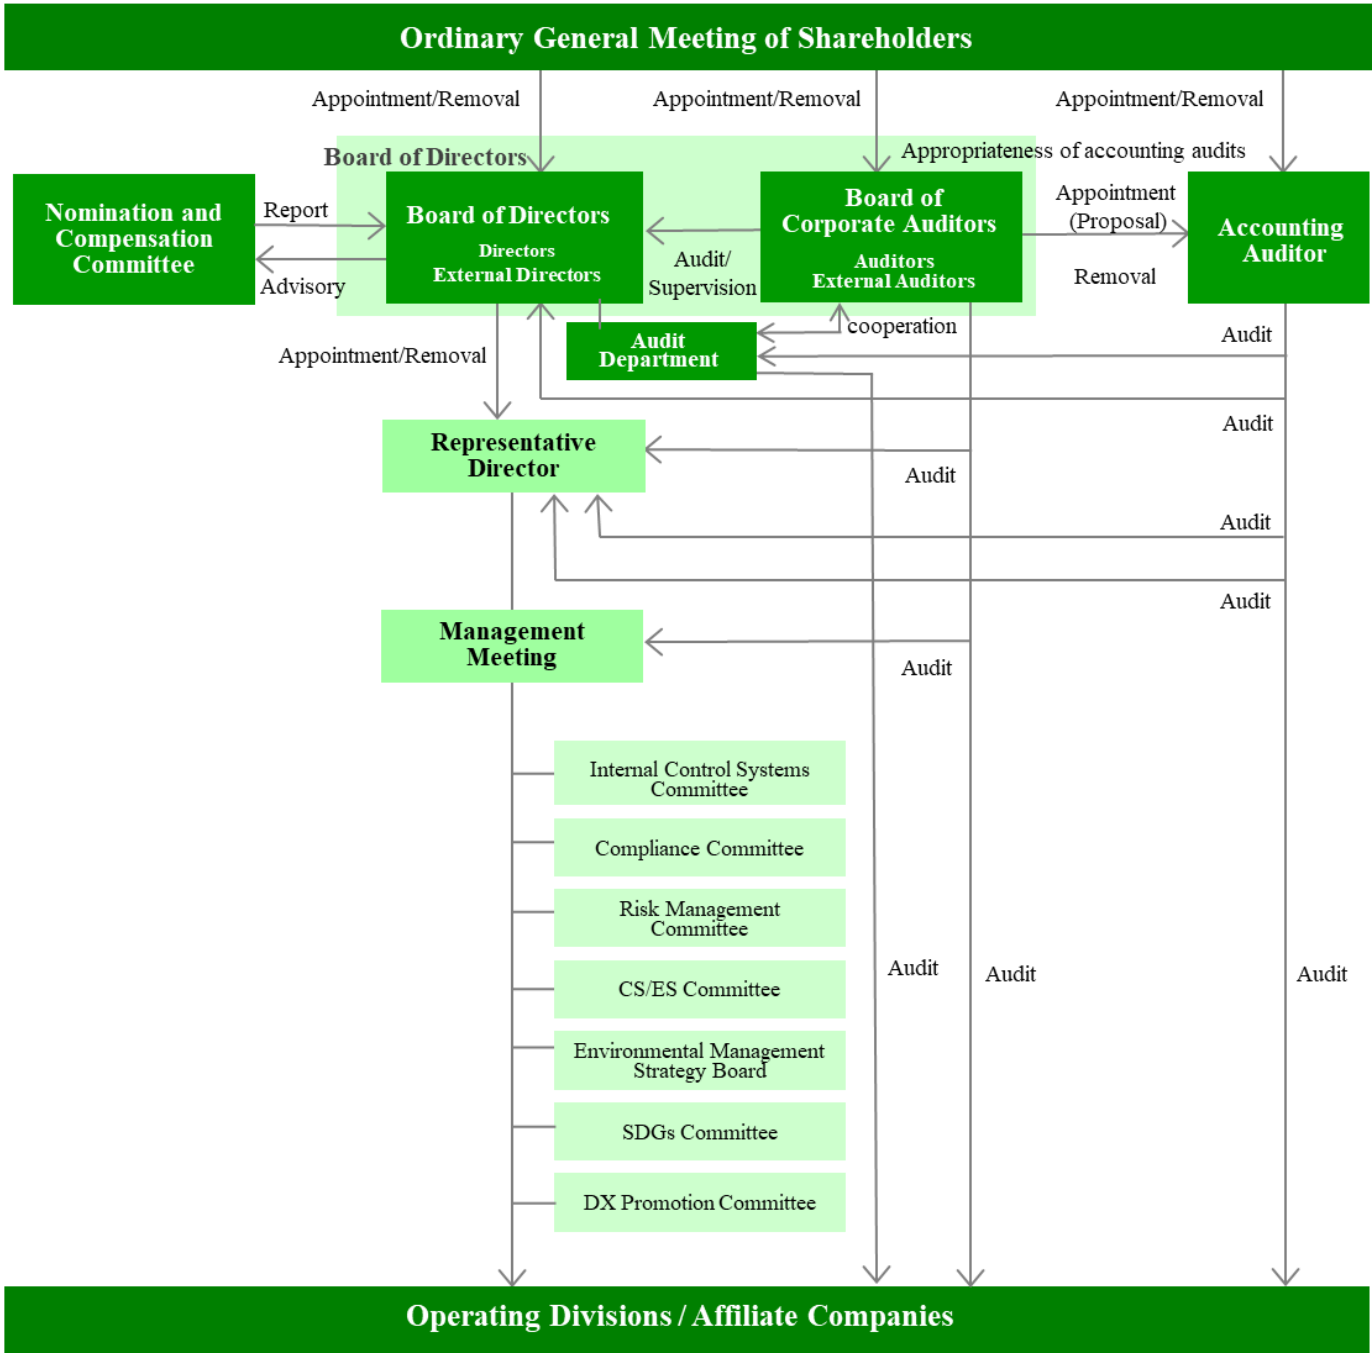 Ordinary General Meeting of Shareholders
Appointment/Removal
Appointment/Removal
Appointment/Removal
Board of Directors
Appropriateness of accounting audits
Nomination and
Compensation
Committee
Report
Advisory
Board of Directors
Directors
External Directors
Audit/
Supervision
Board of
Corporate Auditors
Auditors
External Auditors
Appointment
(Proposal)
Removal
Accounting
Auditor
Appointment/Removal
Audit
Department
cooperation
Audit
Audit
Representative
Director
Audit
Audit
Audit
Management
Meeting
Audit
Internal Control Systems
Committee
Compliance Committee
Risk Management
Committee
CS/ES Committee
Audit
Audit
Audit
Environmental Management
Strategy Board
SDGs Committee
DX Promotion Committee
Operating Divisions / Affiliate Companies